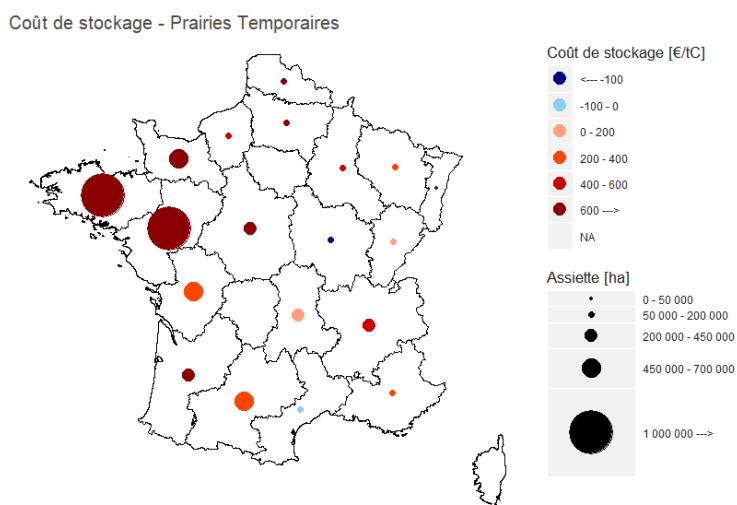 Coût de stockage - Prairies Temporaires
Coût de stockage [€/tC]
<--- -100
-100 - 0
0 - 200
200 - 400
400 - 600
600 --->
NA
Assiette [ha]
0 - 50 000
50 000 - 200 000
200 000 - 450 000
450 000 - 700 000
1 000 000 --->